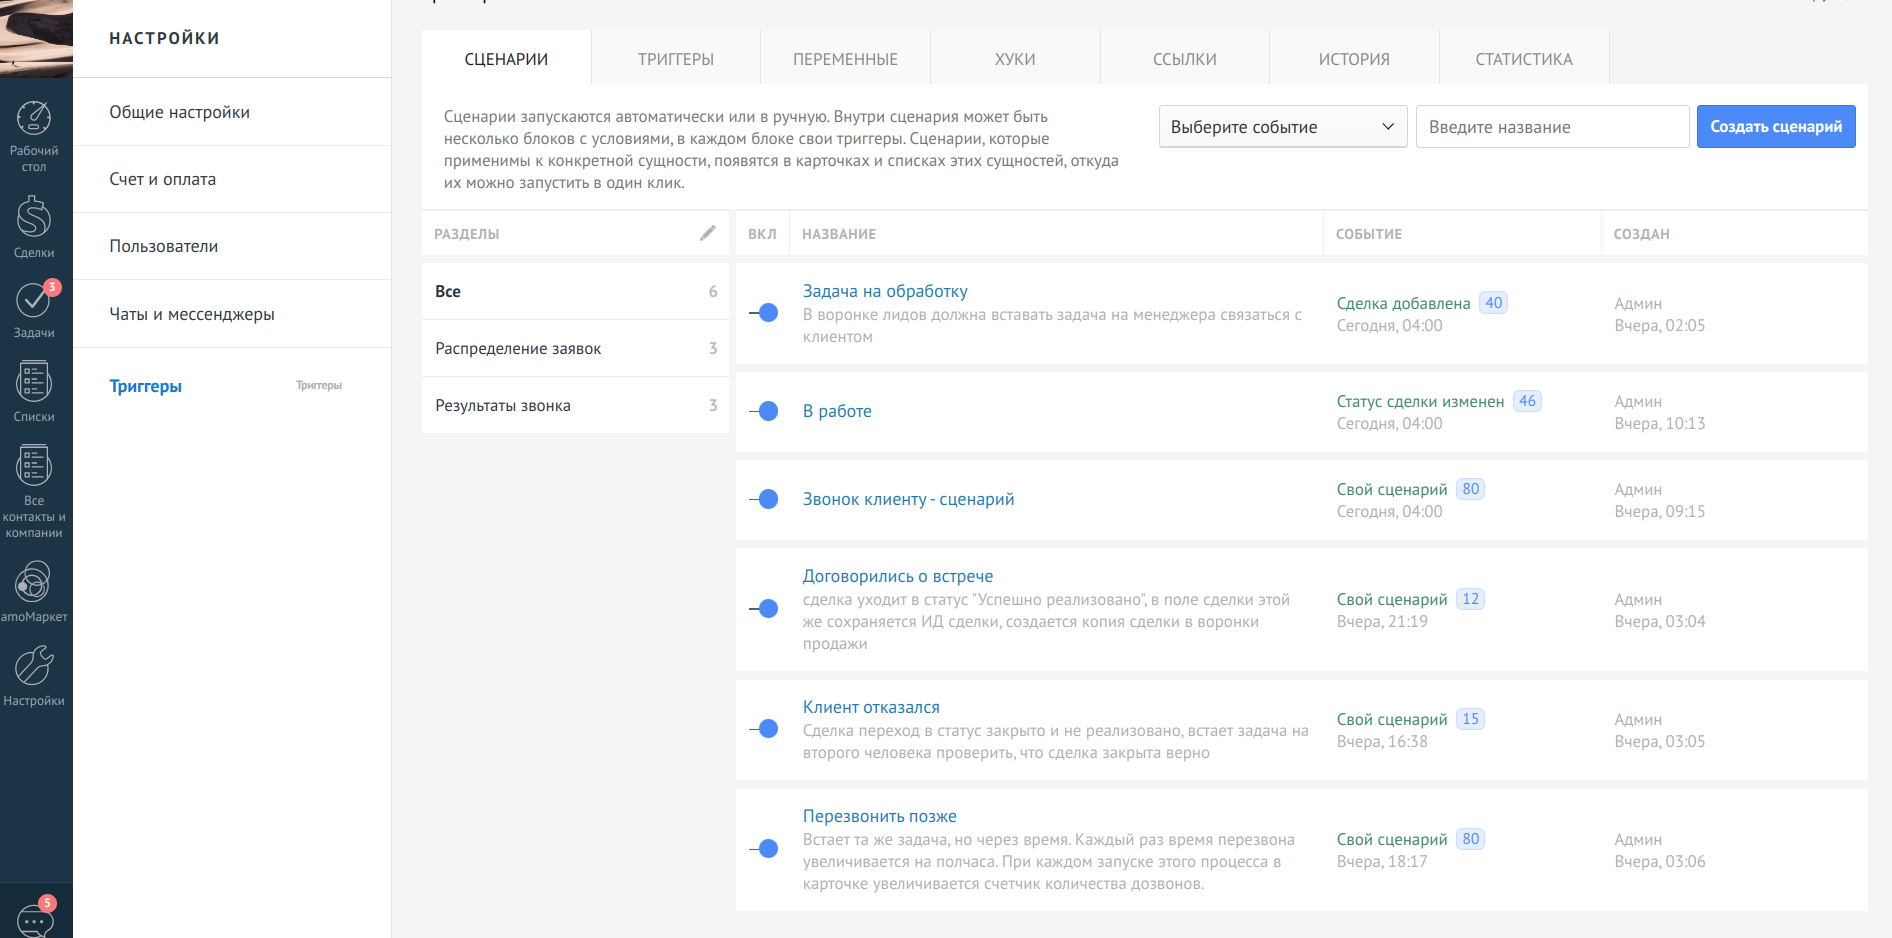 Рабочий
стол
Сделки
3
Задачи
Списки
Все
контакты и
компании
amoМаркет
Настройки
5
НАСТРОЙКИ
Общие настройки
Счет и оплата
Пользователи
Чаты и мессенджеры
Триггеры
Триггеры
СЦЕНАРИИ
ТРИГГЕРЫ
ПЕРЕМЕННЫЕ
ХУКИ
ССЫЛКИ
ИСТОРИЯ
СТАТИСТИКА
Сценарии запускаются автоматически или в ручную. Внутри сценария может быть
несколько блоков с условиями, в каждом блоке свои триггеры. Сценарии, которые
применимы к конкретной сущности, появятся в карточках и списках этих сущностей, откуда
их можно запустить в один клик.
Выберите событие
Введите название
Создать сценарий
РАЗДЕЛЫ
Все 6
Распределение заявок 3
Результаты звонка 3
ВКЛ НАЗВАНИЕ СОБЫТИЕ СОЗДАН
Задача на обработку
В воронке лидов должна вставать задача на менеджера связаться с
клиентом
Сделка добавлена 40
Сегодня, 04:00
Админ
Вчера, 02:05
В работе
Статус сделки изменен 46
Сегодня, 04:00
Админ
Вчера, 10:13
Звонок клиенту - сценарий
Свой сценарий 80
Сегодня, 04:00
Админ
Вчера, 09:15
Договорились о встрече
сделка уходит в статус "Успешно реализовано", в поле сделки этой
же сохраняется ИД сделки, создается копия сделки в воронки
продажи
Свой сценарий 12
Вчера, 21:19
Админ
Вчера, 03:04
Клиент отказался
Сделка переход в статус закрыто и не реализовано, встает задача на
второго человека проверить, что сделка закрыта верно
Свой сценарий 15
Вчера, 16:38
Админ
Вчера, 03:05
Перезвонить позже
Встает та же задача, но через время. Каждый раз время перезвона
увеличивается на полчаса. При каждом запуске этого процесса в
карточке увеличивается счетчик количества дозвонов.
Свой сценарий 80
Вчера, 18:17
Админ
Вчера, 03:06